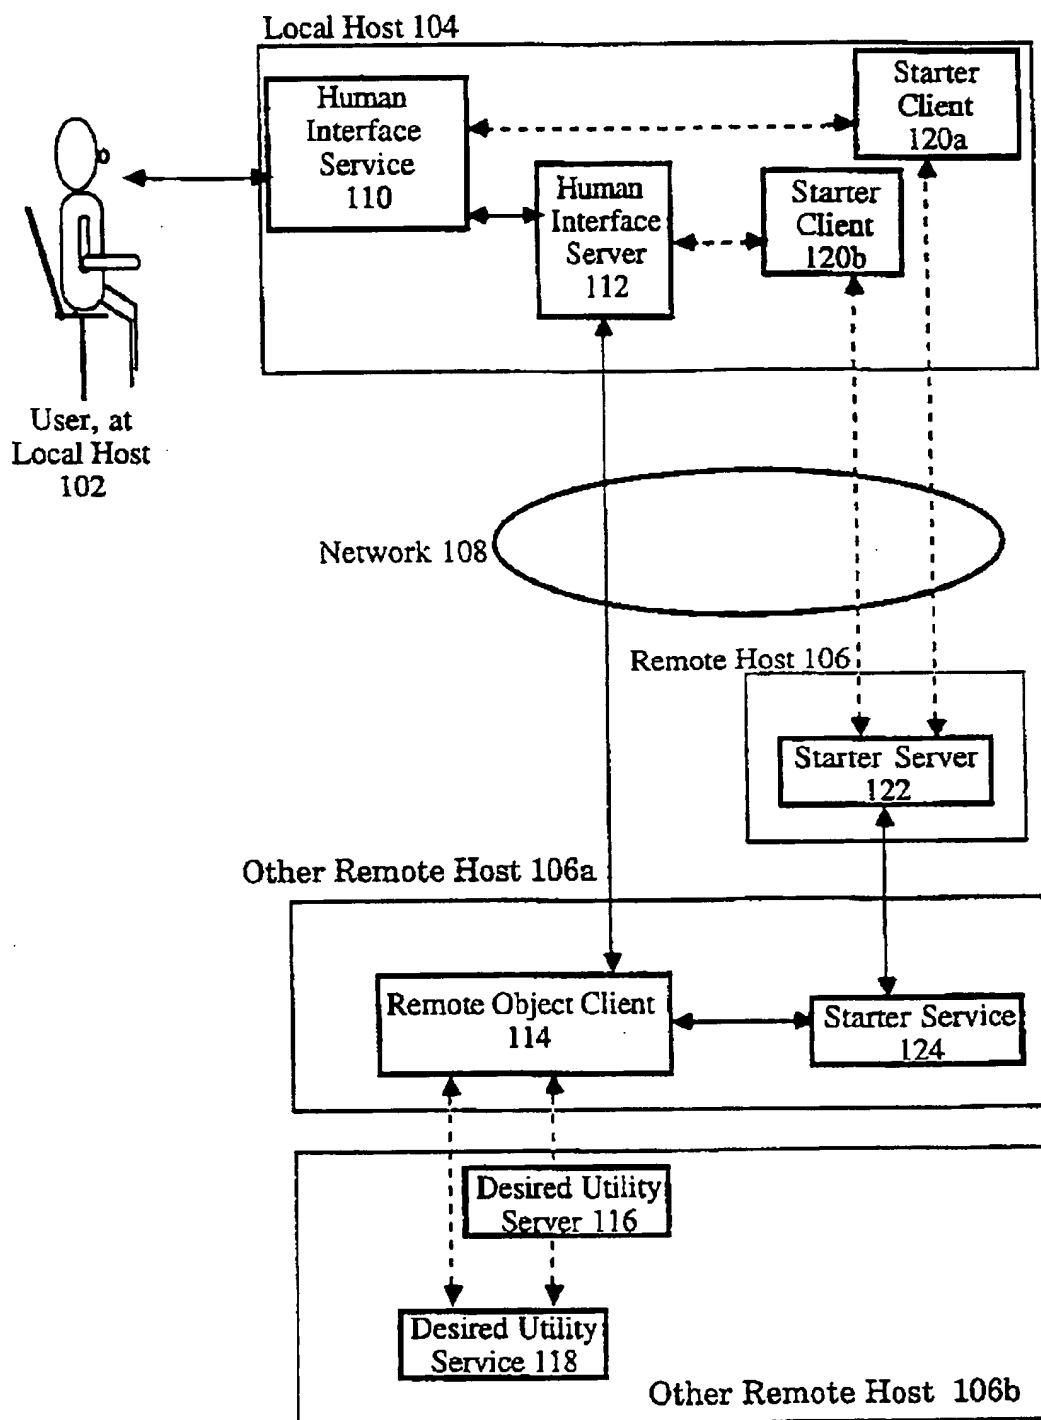 Local Host 104
Human
Interface
Service
110
Starter
Client
120a
Human
Interface
Server
112
Starter
Client
120b
User, at
Local Host
102
Network 108
Remote Host 106
Starter Server
122
Other Remote Host 106a
Remote Object Client
114
Starter Service
124
Desired Utility
Server 116
Desired Utility
Service 118
Other Remote Host 106b